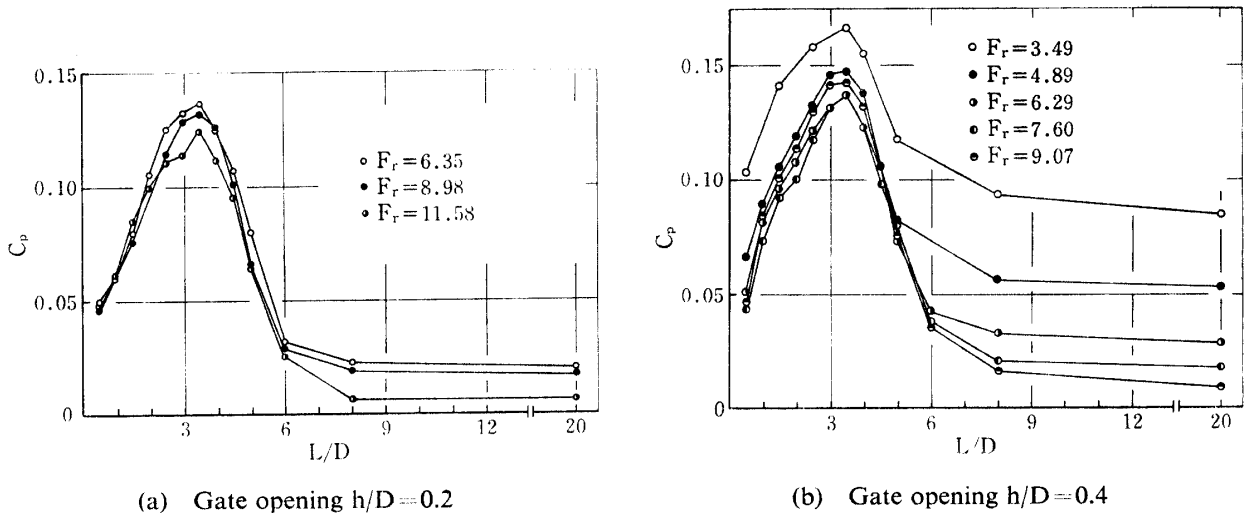 0.15
0.10
0.05
0
C_p
3
6
9
12
20
L/D
F_r=6.35
F_r=8.98
F_r=11.58
(a) Gate opening h/D=0.2
0.15
0.10
0.05
0
C_p
3
6
9
12
20
L/D
F_r=3.49
F_r=4.89
F_r=6.29
F_r=7.60
F_r=9.07
(b) Gate opening h/D=0.4